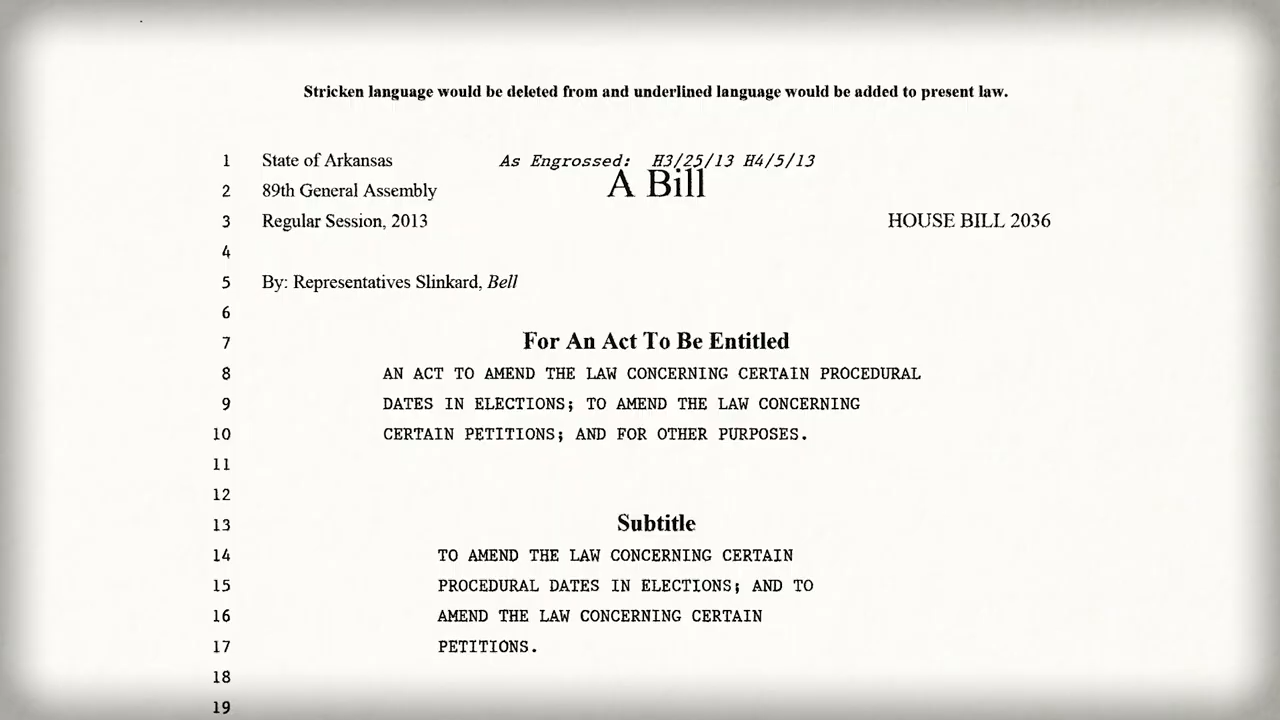 Stricken language would be deleted from and underlined language would be added to present law.
1 State of Arkansas As Engrossed: H3/25/13 H4/5/13
A Bill
2 89th General Assembly
3 Regular Session, 2013 HOUSE BILL 2036
4
5 By: Representatives Slinkard, Bell
6
7 For An Act To Be Entitled
8 AN ACT TO AMEND THE LAW CONCERNING CERTAIN PROCEDURAL
9 DATES IN ELECTIONS; TO AMEND THE LAW CONCERNING
10 CERTAIN PETITIONS; AND FOR OTHER PURPOSES.
11
12
13 Subtitle
14 TO AMEND THE LAW CONCERNING CERTAIN
15 PROCEDURAL DATES IN ELECTIONS; AND TO
16 AMEND THE LAW CONCERNING CERTAIN
17 PETITIONS.
18
19